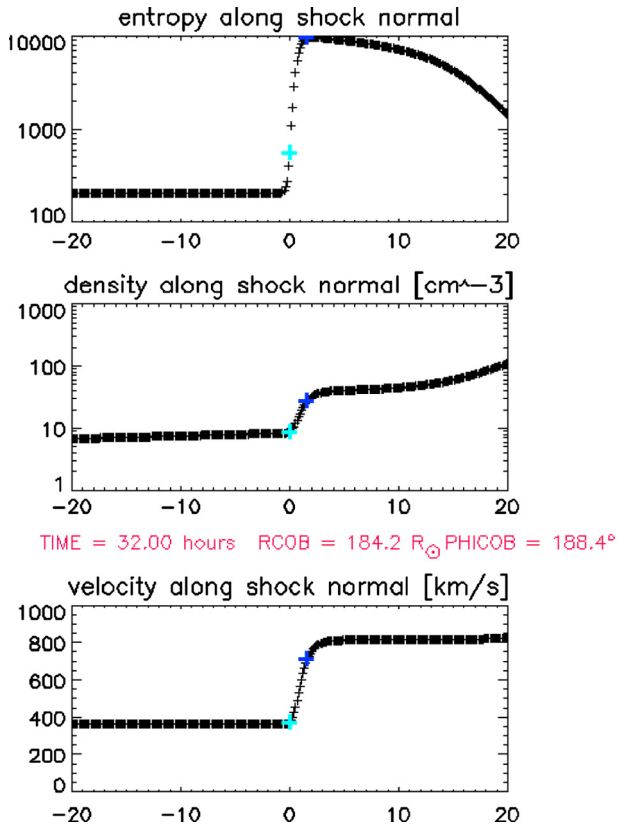 entropy along shock normal
10000
1000
100
−20 −10 0 10 20
density along shock normal [cm^−3]
1000
100
10
1
−20 −10 0 10 20
TIME = 32.00 hours RCOB = 184.2 R☉ PHICOB = 188.4°
velocity along shock normal [km/s]
1000
800
600
400
200
0
−20 −10 0 10 20